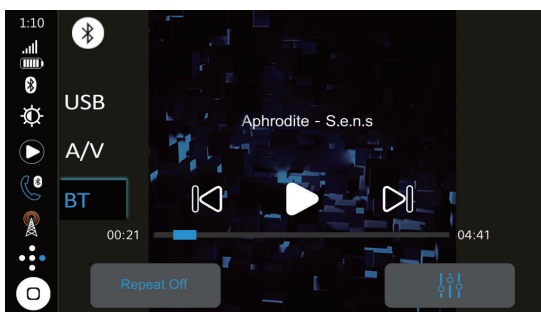 1:10
USB
A/V
BT
Aphrodite - S.e.n.s
00:21
04:41
Repeat Off